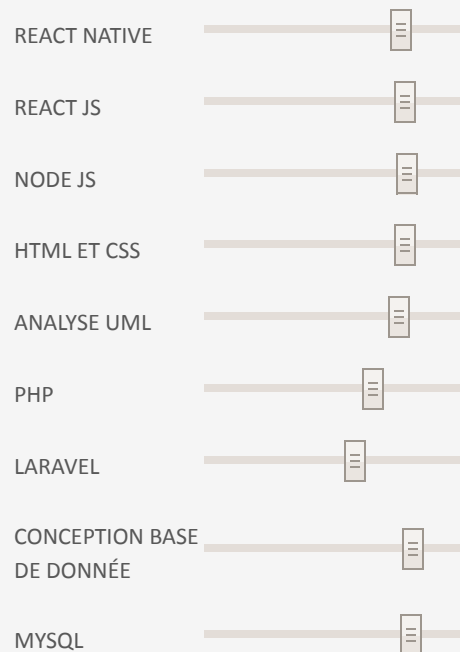 REACT NATIVE
REACT JS
NODE JS
HTML ET CSS
ANALYSE UML
PHP
LARAVEL
CONCEPTION BASE
DE DONNÉE
MYSQL